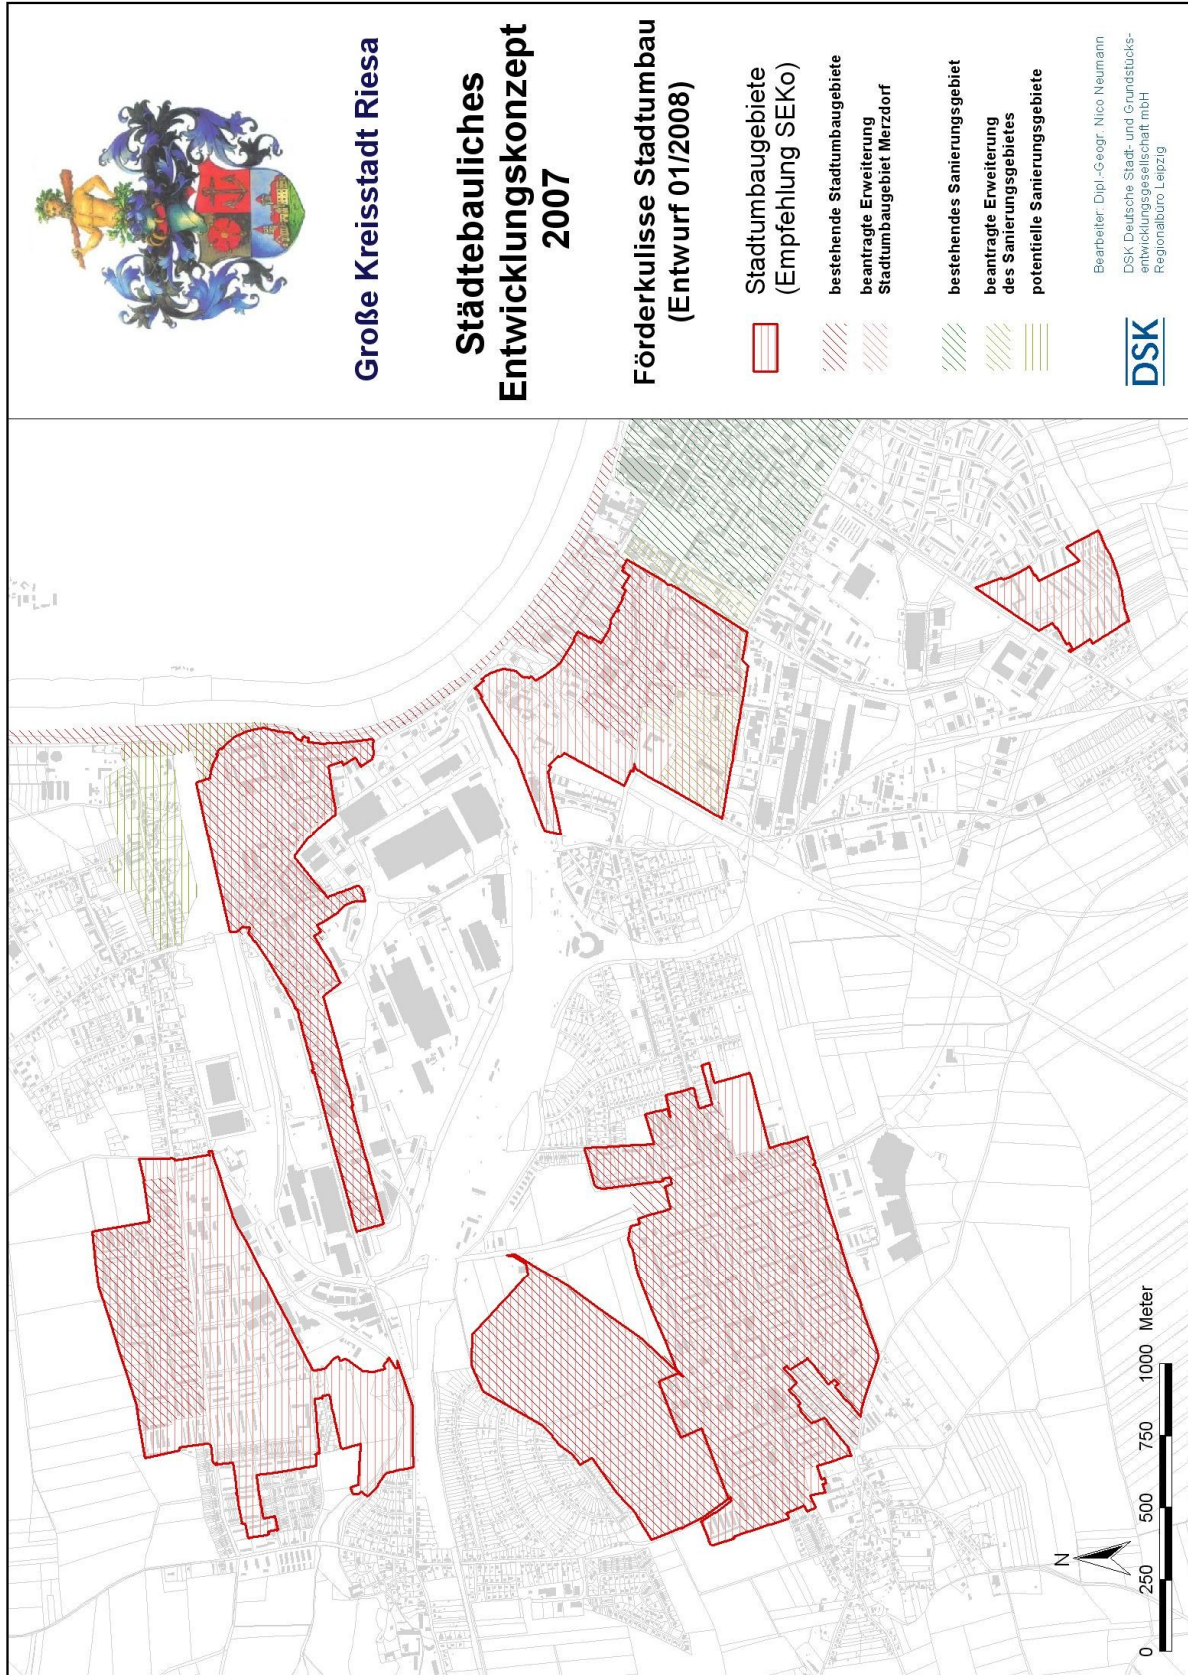 Große Kreisstadt Riesa
Städtebauliches
Entwicklungskonzept
2007
Förderkulisse Stadtumbau
(Entwurf 01/2008)
Stadtumbaugebiete
(Empfehlung SEKo)
bestehende Stadtumbaugebiete
beantragte Erweiterung
Stadtumbaugebiet Merzdorf
bestehendes Sanierungsgebiet
beantragte Erweiterung
des Sanierungsgebietes
potentielle Sanierungsgebiete
Bearbeiter: Dipl.-Geogr. Nico Neumann
DSK Deutsche Stadt- und Grundstücks-
entwicklungsgesellschaft mbH
Regionalbüro Leipzig
DSK
N
0 250 500 750 1000 Meter